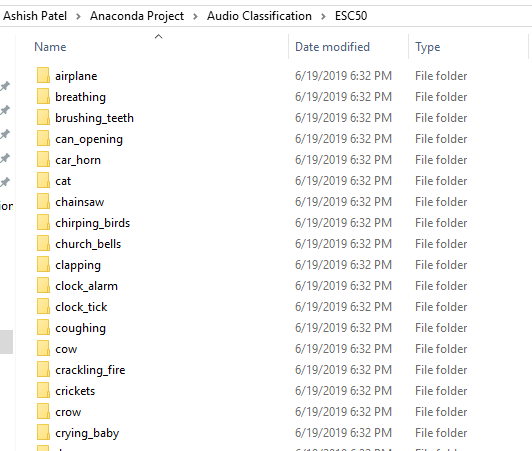 Ashish Patel > Anaconda Project > Audio Classification > ESC50
Name Date modified Type
airplane 6/19/2019 6:32 PM File folder
breathing 6/19/2019 6:32 PM File folder
brushing_teeth 6/19/2019 6:32 PM File folder
can_opening 6/19/2019 6:32 PM File folder
car_horn 6/19/2019 6:32 PM File folder
cat 6/19/2019 6:32 PM File folder
chainsaw 6/19/2019 6:32 PM File folder
chirping_birds 6/19/2019 6:32 PM File folder
church_bells 6/19/2019 6:32 PM File folder
clapping 6/19/2019 6:32 PM File folder
clock_alarm 6/19/2019 6:32 PM File folder
clock_tick 6/19/2019 6:32 PM File folder
coughing 6/19/2019 6:32 PM File folder
cow 6/19/2019 6:32 PM File folder
crackling_fire 6/19/2019 6:32 PM File folder
crickets 6/19/2019 6:32 PM File folder
crow 6/19/2019 6:32 PM File folder
crying_baby 6/19/2019 6:32 PM File folder